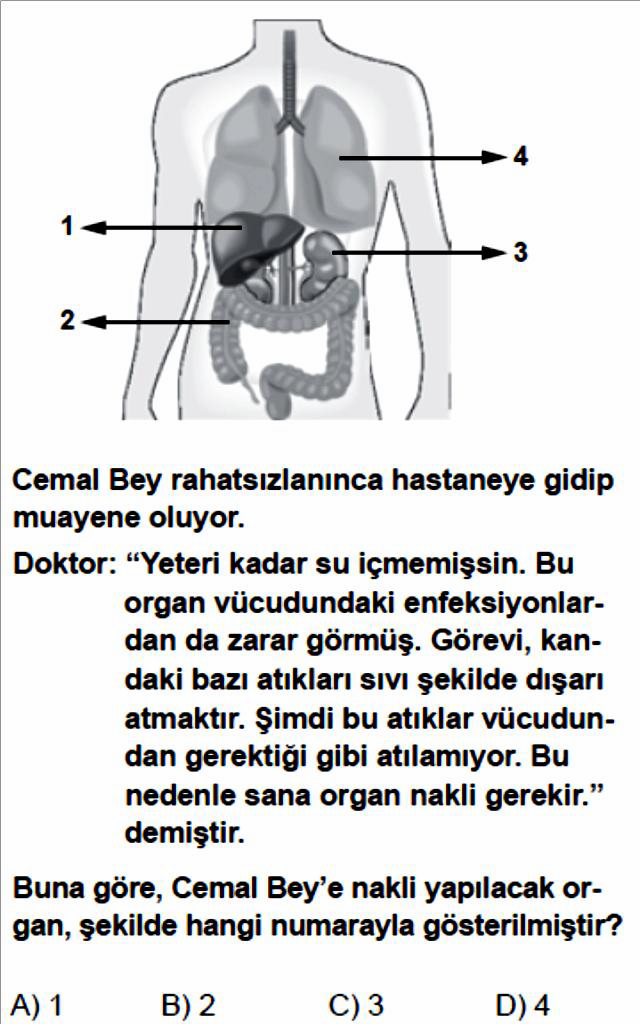 4
1
3
2
Cemal Bey rahatsızlanınca hastaneye gidip
muayene oluyor.
Doktor: “Yeteri kadar su içmemişsin. Bu
organ vücudundaki enfeksiyonlar-
dan da zarar görmüş. Görevi, kan-
daki bazı atıkları sıvı şekilde dışarı
atmaktır. Şimdi bu atıklar vücudun-
dan gerektiği gibi atılamıyor. Bu
nedenle sana organ nakli gerekir.”
demiştir.
Buna göre, Cemal Bey’e nakli yapılacak or-
gan, şekilde hangi numarayla gösterilmiştir?
A) 1 B) 2 C) 3 D) 4